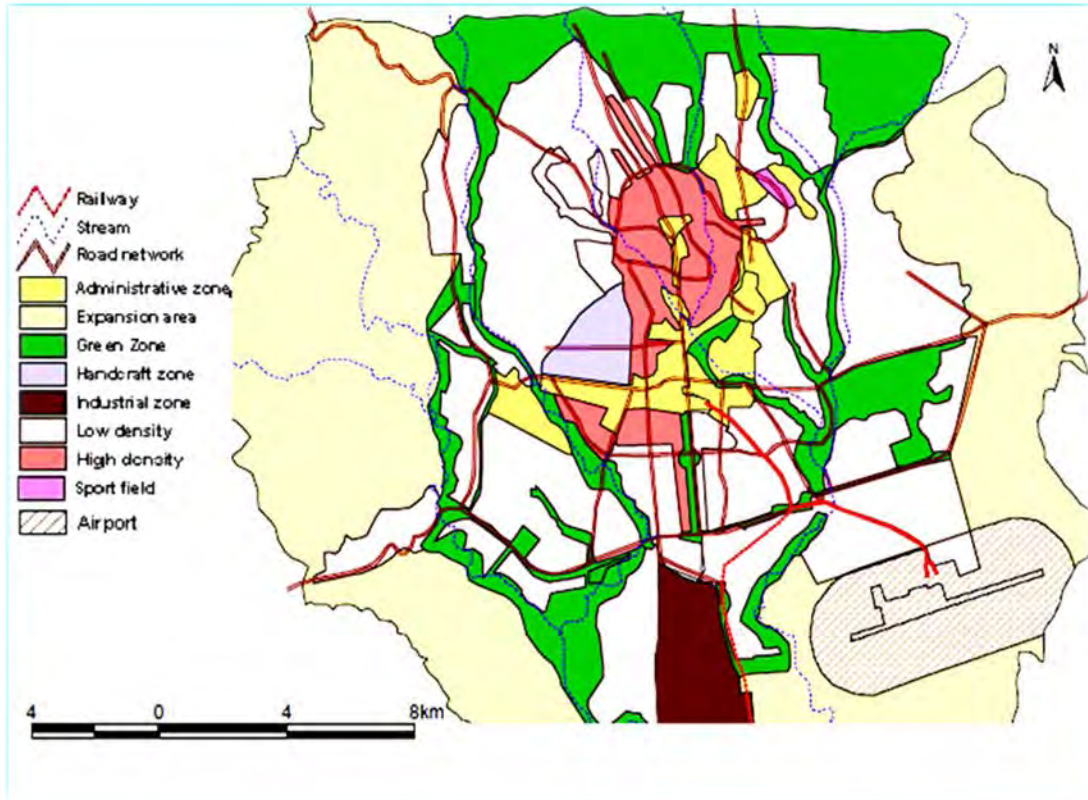 N
Railway
Stream
Road network
Administrative zone
Expansion area
Green Zone
Handcraft zone
Industrial zone
Low density
High density
Sport field
Airport
4 0 4 8km